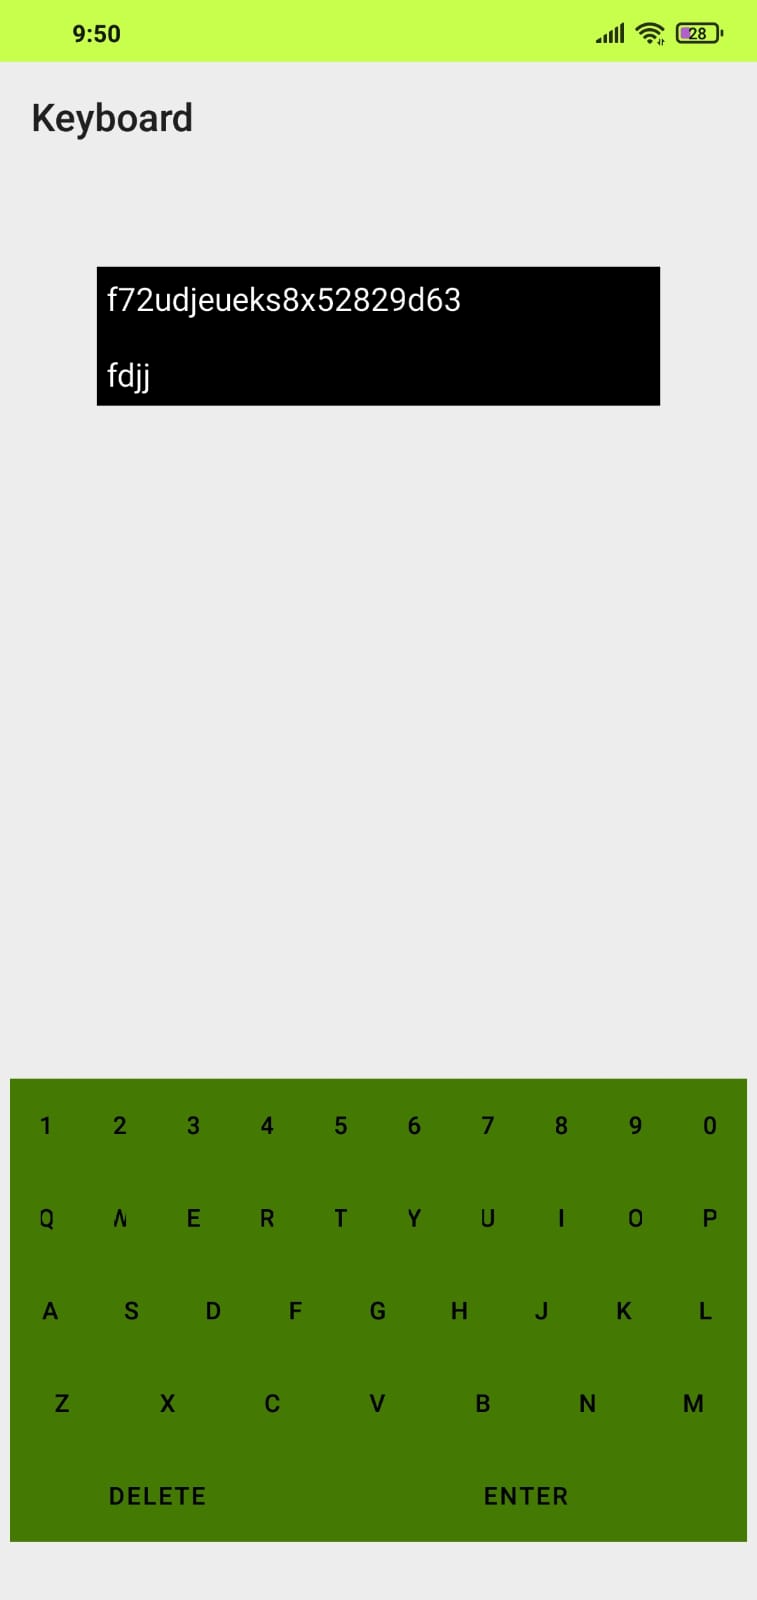 9:50
28
Keyboard
f72udjeueks8x52829d63
fdjj
1 2 3 4 5 6 7 8 9 0
Q W E R T Y U I O P
A S D F G H J K L
Z X C V B N M
DELETE ENTER